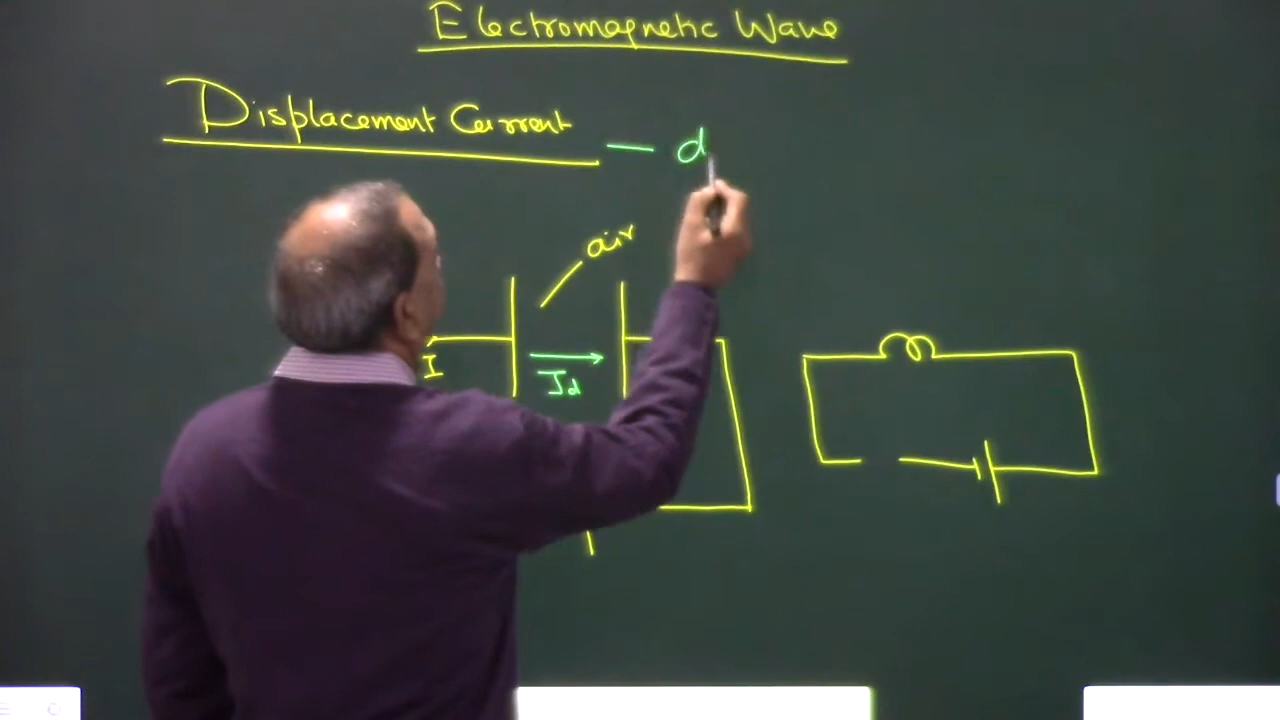 Electromagnetic Wave
Displacement Current — d
air
I
Jd